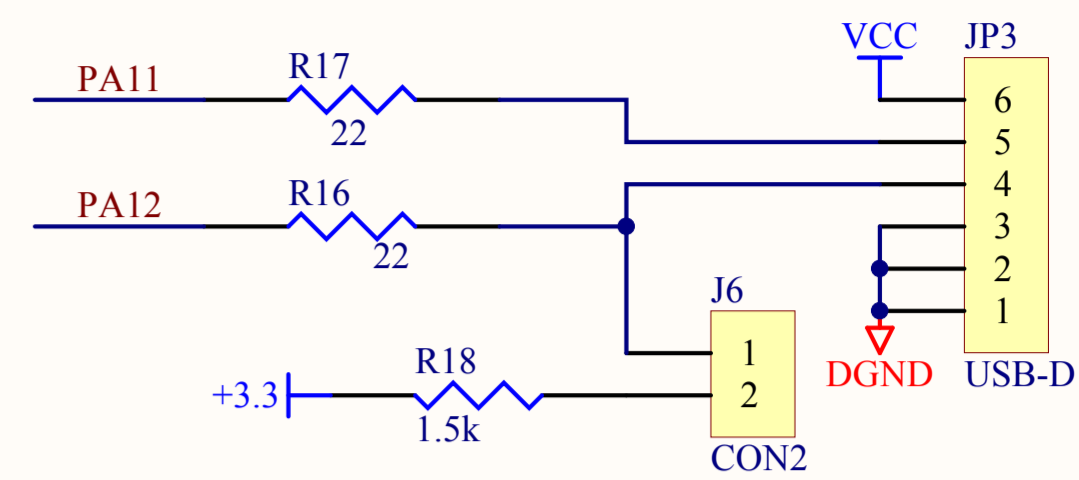 VCC
JP3
R17
PA11
6
22
5
R16
4
PA12
3
22
2
J6
1
R18
1
DGND
USB-D
+3.3
2
1.5k
CON2